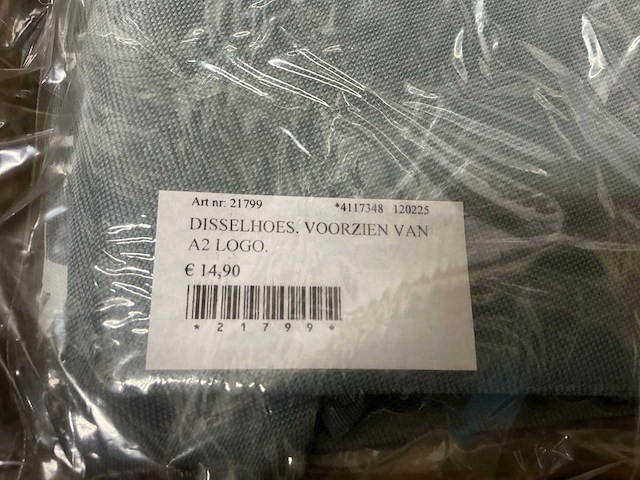 Art nr: 21799 *4117348 120225
DISSELHOES. VOORZIEN VAN
A2 LOGO.
€ 14,90
* 2 1 7 9 9 *